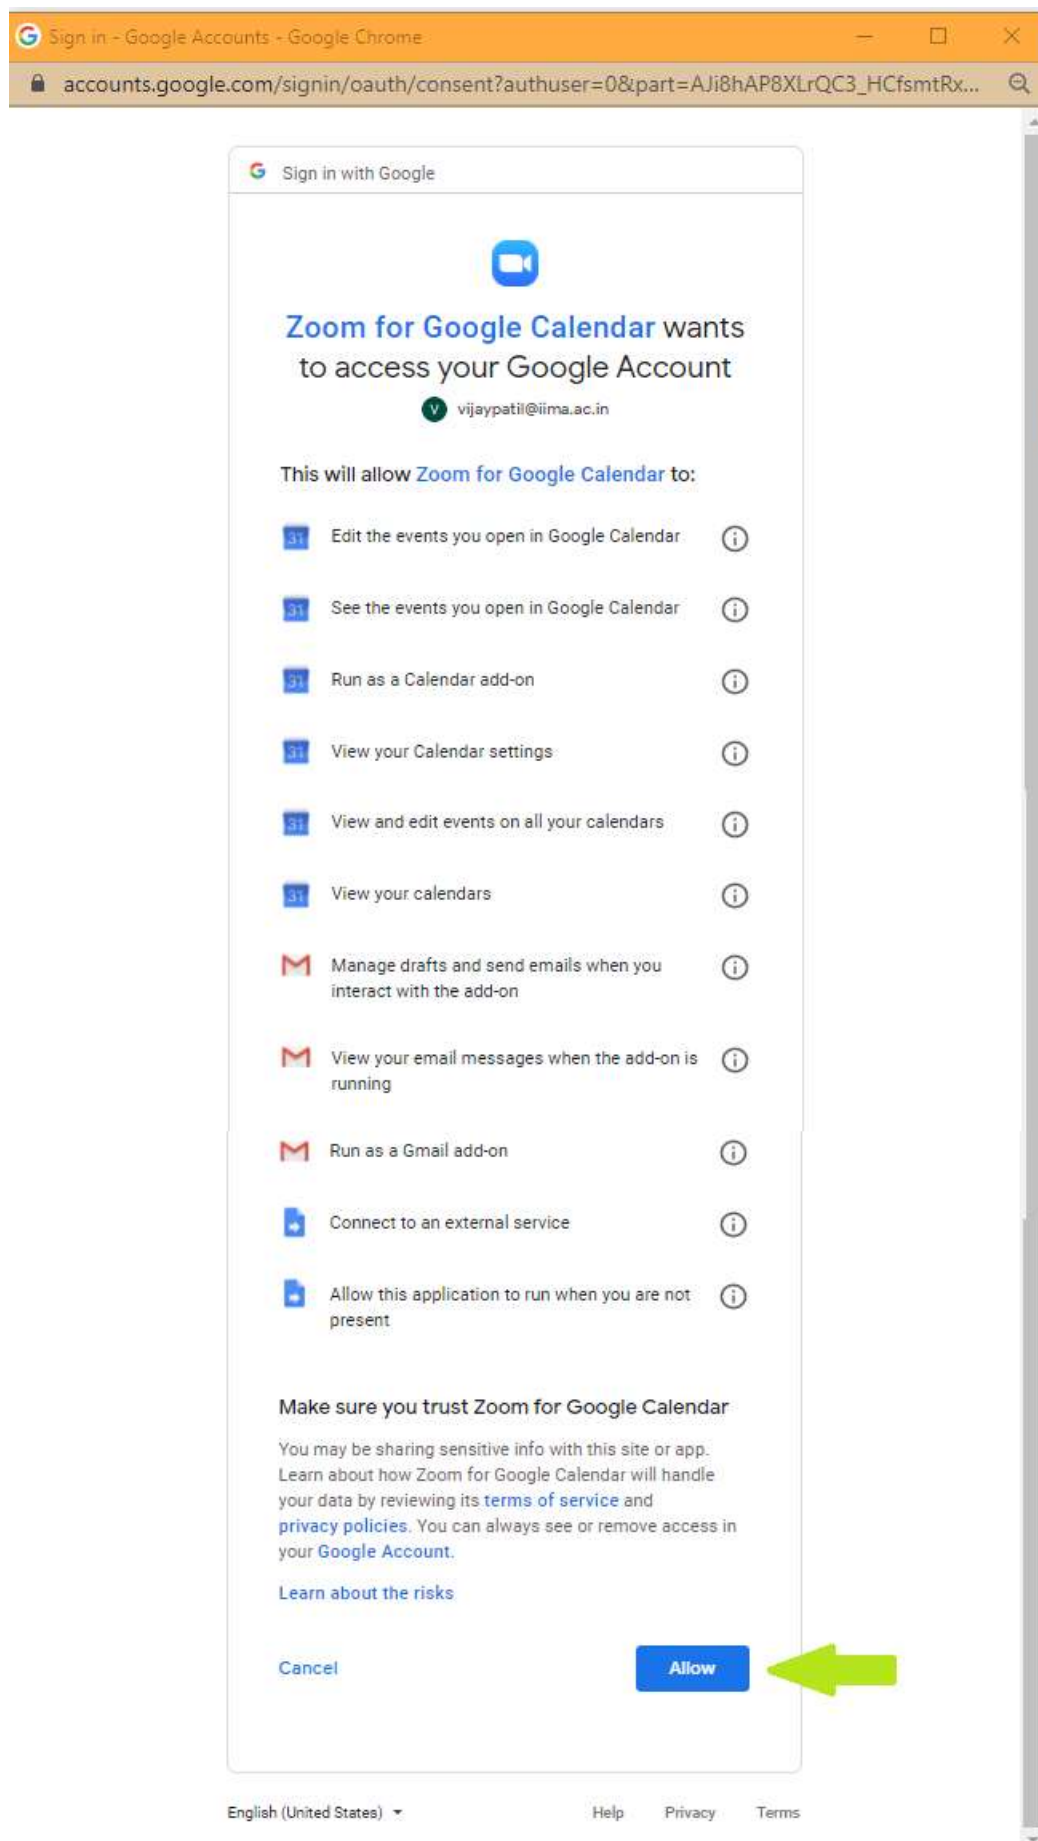 Sign in - Google Accounts - Google Chrome
accounts.google.com/signin/oauth/consent?authuser=0&part=AJi8hAP8XLrQC3_HCfsmtRx...
Sign in with Google
Zoom for Google Calendar wants
to access your Google Account
V vijaypatil@iima.ac.in
This will allow Zoom for Google Calendar to:
31 Edit the events you open in Google Calendar
31 See the events you open in Google Calendar
31 Run as a Calendar add-on
31 View your Calendar settings
31 View and edit events on all your calendars
31 View your calendars
Manage drafts and send emails when you
interact with the add-on
View your email messages when the add-on is
running
Run as a Gmail add-on
Connect to an external service
Allow this application to run when you are not
present
Make sure you trust Zoom for Google Calendar
You may be sharing sensitive info with this site or app.
Learn about how Zoom for Google Calendar will handle
your data by reviewing its terms of service and
privacy policies. You can always see or remove access in
your Google Account.
Learn about the risks
Cancel Allow
English (United States) Help Privacy Terms